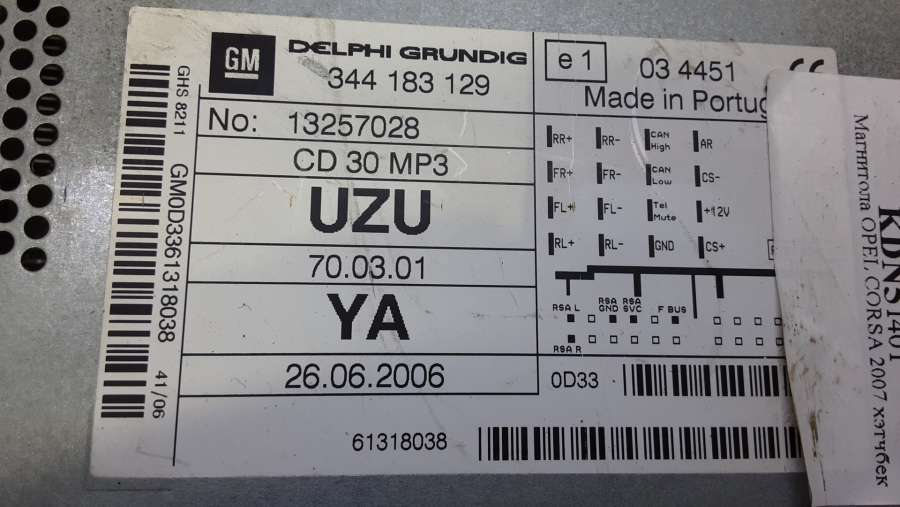 GM
DELPHI GRUNDIG
344 183 129
No: 13257028
CD 30 MP3
UZU
70.03.01
YA
26.06.2006
61318038
GHS 8211
GM0D3361318038
41/06
e1
03 4451
CE
Made in Portug
RR+ RR- CAN High AR
FR+ FR- CAN Low CS-
FL+ FL- Tel Mute +12V
RL+ RL- GND CS+
RSA L RSA GND RSA SVC F BUS
RSA R
0D33
KDN51401
Магнитола OPEL CORSA 2007 хэтчбек